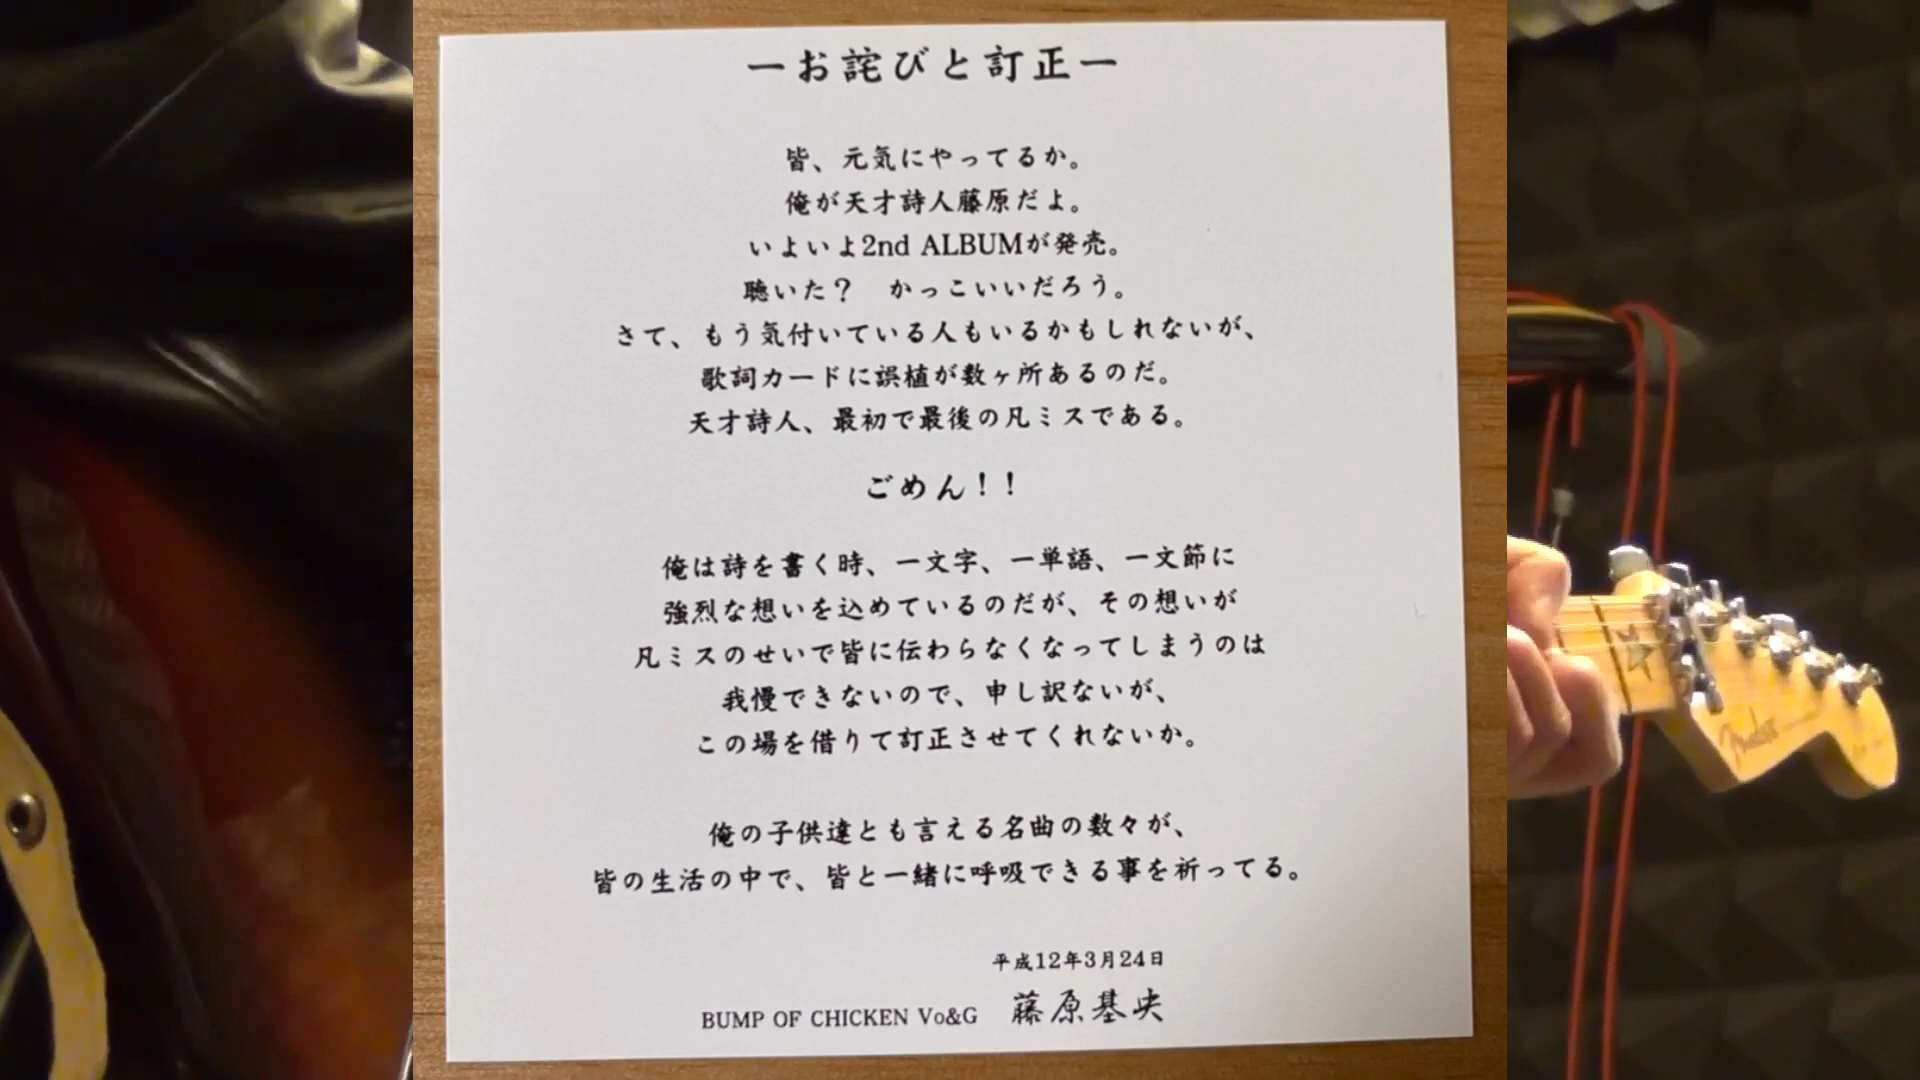 ーお詫びと訂正ー
皆、元気にやってるか。
俺が天才詩人藤原だよ。
いよいよ2nd ALBUMが発売。
聴いた？　かっこいいだろう。
さて、もう気付いている人もいるかもしれないが、
歌詞カードに誤植が数ヶ所あるのだ。
天才詩人、最初で最後の凡ミスである。
ごめん！！
俺は詩を書く時、一文字、一単語、一文節に
強烈な想いを込めているのだが、その想いが
凡ミスのせいで皆に伝わらなくなってしまうのは
我慢できないので、申し訳ないが、
この場を借りて訂正させてくれないか。
俺の子供達とも言える名曲の数々が、
皆の生活の中で、皆と一緒に呼吸できる事を祈ってる。
平成12年3月24日
BUMP OF CHICKEN Vo&G　藤原基央
Fender